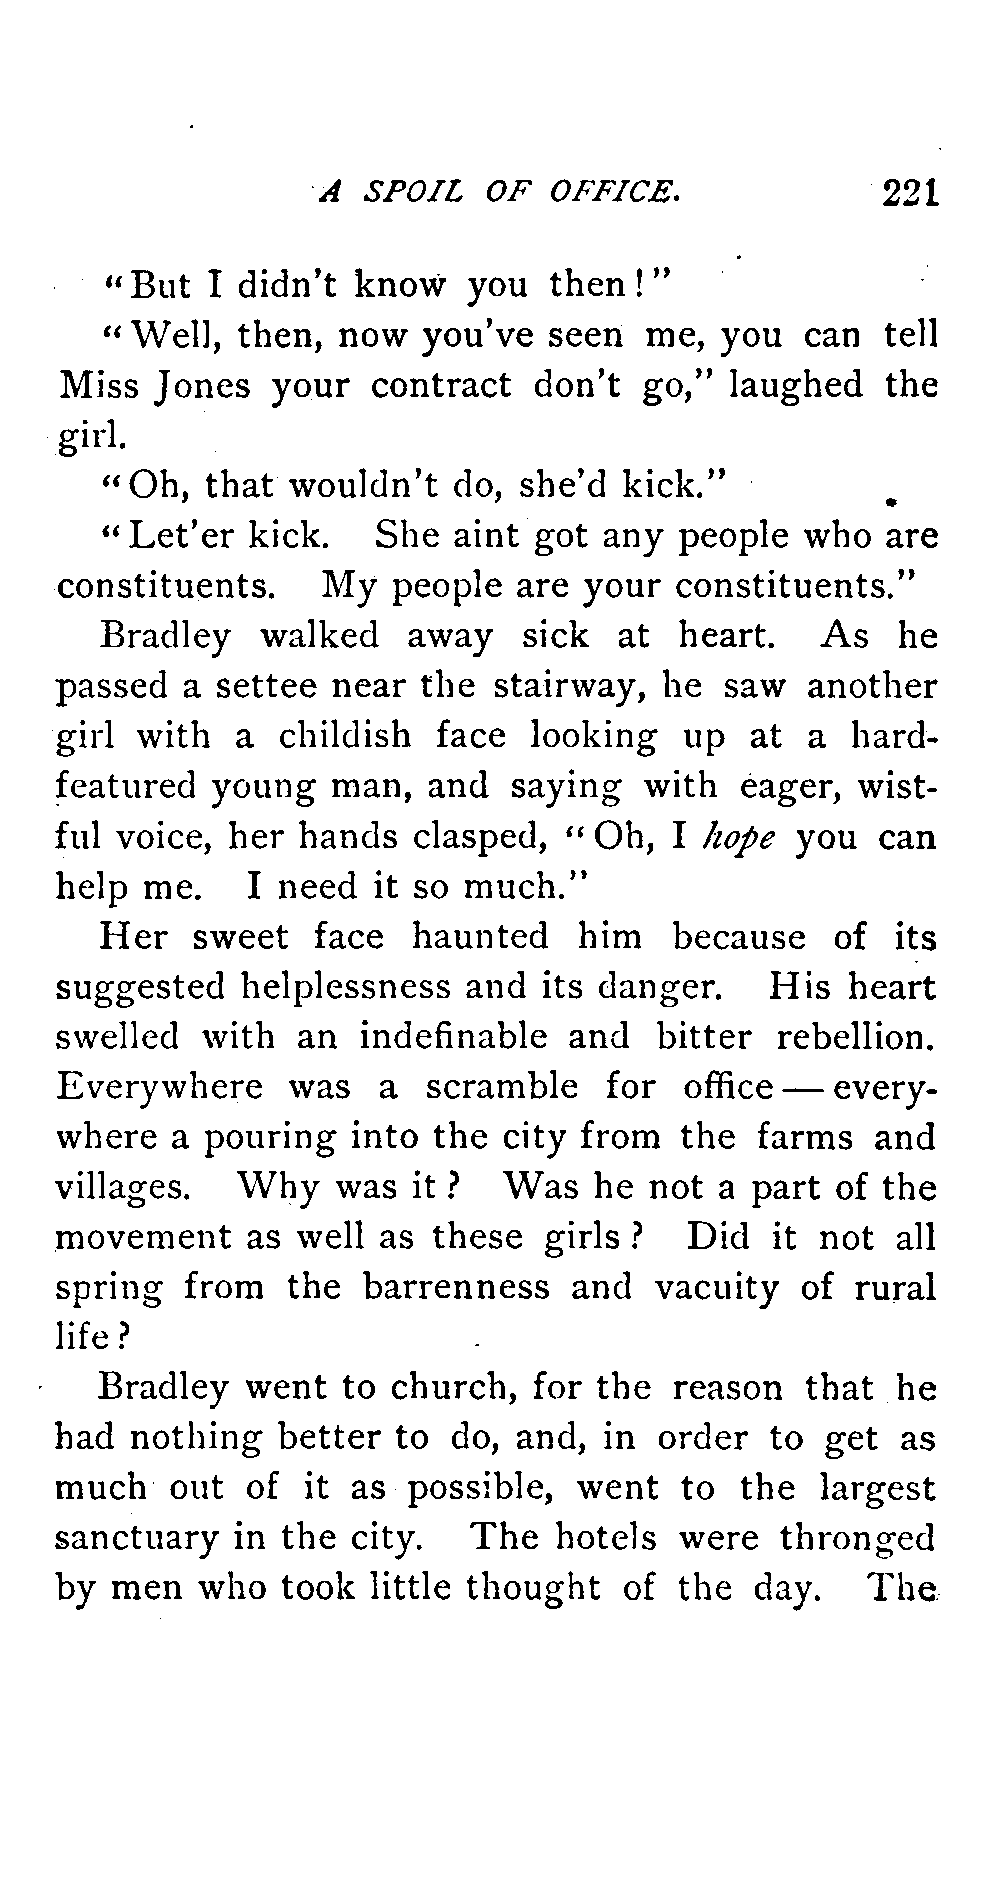 A SPOIL OF OFFICE. 221
"But I didn't know you then!"
"Well, then, now you've seen me, you can tell
Miss Jones your contract don't go," laughed the
girl.
"Oh, that wouldn't do, she'd kick."
"Let'er kick. She aint got any people who are
constituents. My people are your constituents."
Bradley walked away sick at heart. As he
passed a settee near the stairway, he saw another
girl with a childish face looking up at a hard-
featured young man, and saying with eager, wist-
ful voice, her hands clasped, "Oh, I hope you can
help me. I need it so much."
Her sweet face haunted him because of its
suggested helplessness and its danger. His heart
swelled with an indefinable and bitter rebellion.
Everywhere was a scramble for office — every-
where a pouring into the city from the farms and
villages. Why was it? Was he not a part of the
movement as well as these girls? Did it not all
spring from the barrenness and vacuity of rural
life?
Bradley went to church, for the reason that he
had nothing better to do, and, in order to get as
much out of it as possible, went to the largest
sanctuary in the city. The hotels were thronged
by men who took little thought of the day. The